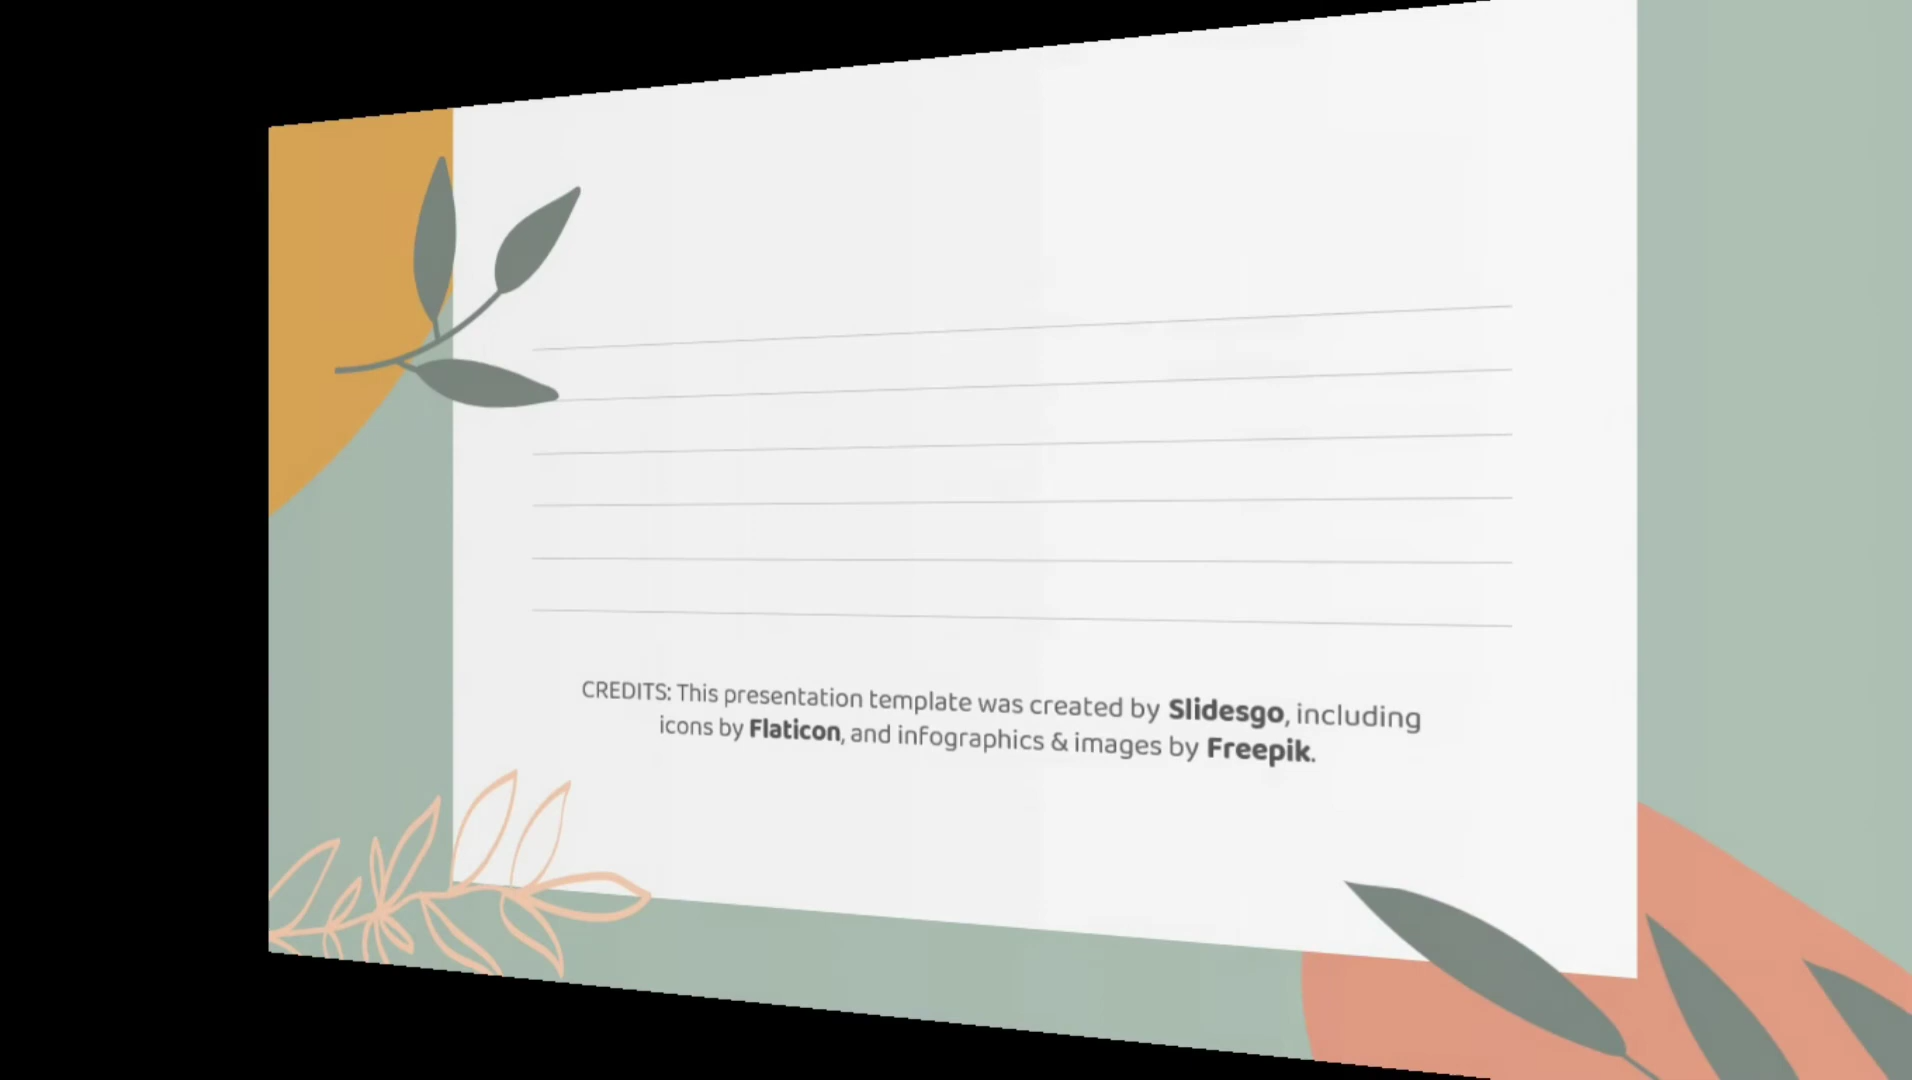 CREDITS: This presentation template was created by Slidesgo, including
icons by Flaticon, and infographics & images by Freepik.